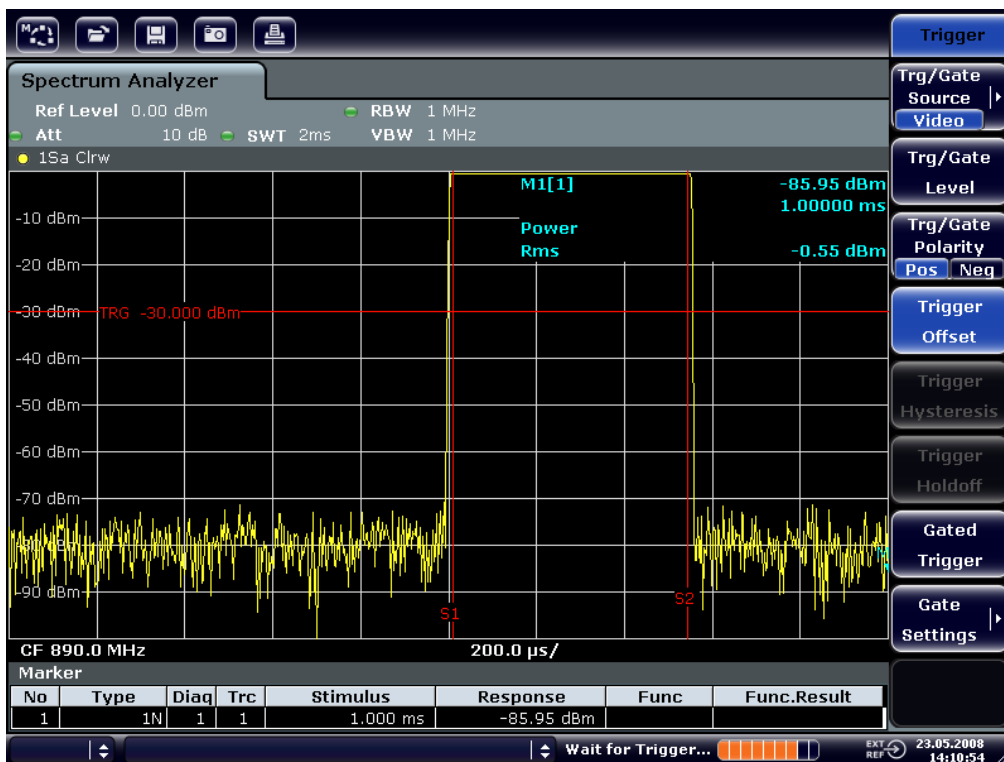 Trigger
Spectrum Analyzer
Ref Level 0.00 dBm RBW 1 MHz
Att 10 dB SWT 2ms VBW 1 MHz
1Sa Clrw
M1[1] -85.95 dBm
1.00000 ms
Power
Rms -0.55 dBm
-10 dBm
-20 dBm
-30 dBm
TRG -30.000 dBm
-40 dBm
-50 dBm
-60 dBm
-70 dBm
-80 dBm
-90 dBm
S1
S2
CF 890.0 MHz 200.0 µs/
Marker
No Type Diag Trc Stimulus Response Func Func.Result
1 1N 1 1 1.000 ms -85.95 dBm
Wait for Trigger...
EXT
REF
23.05.2008
14:10:54
Trg/Gate
Source
Video
Trg/Gate
Level
Trg/Gate
Polarity
Pos Neg
Trigger
Offset
Trigger
Hysteresis
Trigger
Holdoff
Gated
Trigger
Gate
Settings